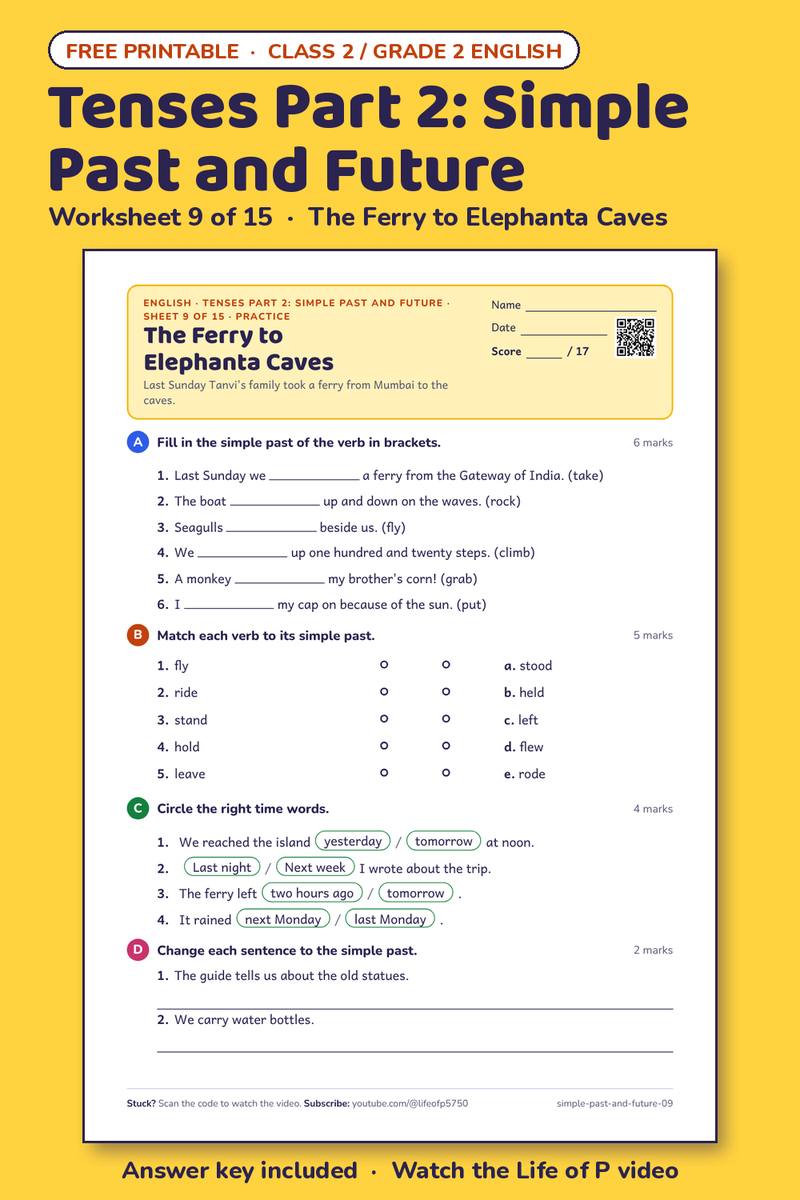 FREE PRINTABLE · CLASS 2 / GRADE 2 ENGLISH
Tenses Part 2: Simple
Past and Future
Worksheet 9 of 15 · The Ferry to Elephanta Caves
ENGLISH · TENSES PART 2: SIMPLE PAST AND FUTURE ·
SHEET 9 OF 15 · PRACTICE
The Ferry to
Elephanta Caves
Last Sunday Tanvi's family took a ferry from Mumbai to the
caves.
Name
Date
Score ______ / 17
A Fill in the simple past of the verb in brackets. 6 marks
1. Last Sunday we ______ a ferry from the Gateway of India. (take)
2. The boat ______ up and down on the waves. (rock)
3. Seagulls ______ beside us. (fly)
4. We ______ up one hundred and twenty steps. (climb)
5. A monkey ______ my brother's corn! (grab)
6. I ______ my cap on because of the sun. (put)
B Match each verb to its simple past. 5 marks
1. fly a. stood
2. ride b. held
3. stand c. left
4. hold d. flew
5. leave e. rode
C Circle the right time words. 4 marks
1. We reached the island yesterday / tomorrow at noon.
2. Last night / Next week I wrote about the trip.
3. The ferry left two hours ago / tomorrow .
4. It rained next Monday / last Monday .
D Change each sentence to the simple past. 2 marks
1. The guide tells us about the old statues.
2. We carry water bottles.
Stuck? Scan the code to watch the video. Subscribe: youtube.com/@lifeofp5750 simple-past-and-future-09
Answer key included · Watch the Life of P video